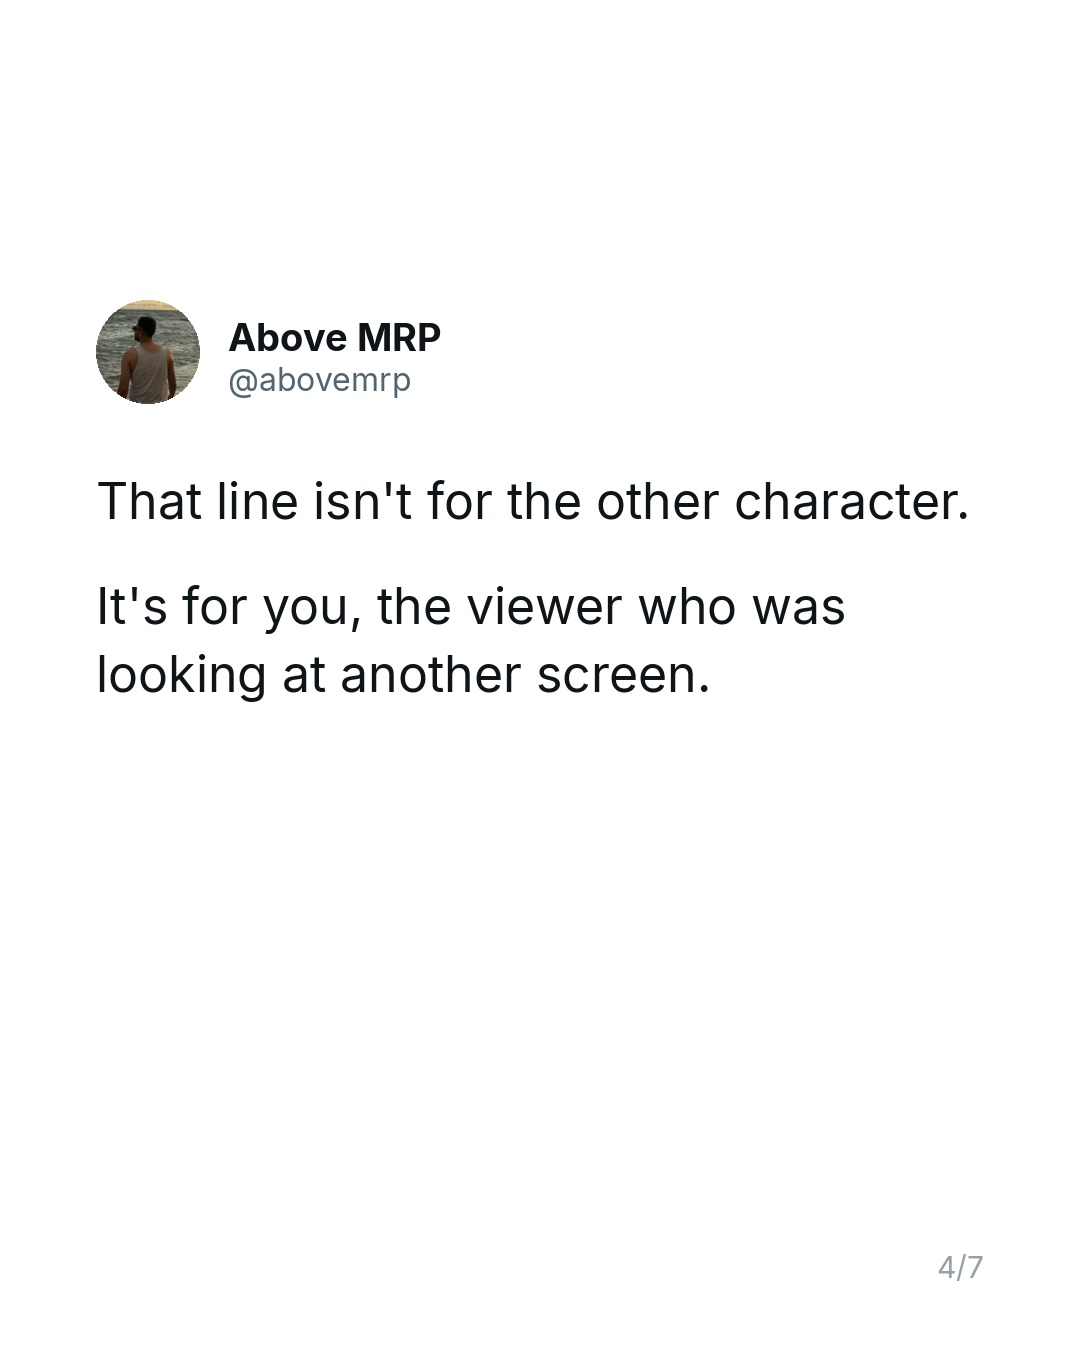 Above MRP
@abovemrp
That line isn't for the other character.
It's for you, the viewer who was
looking at another screen.
4/7